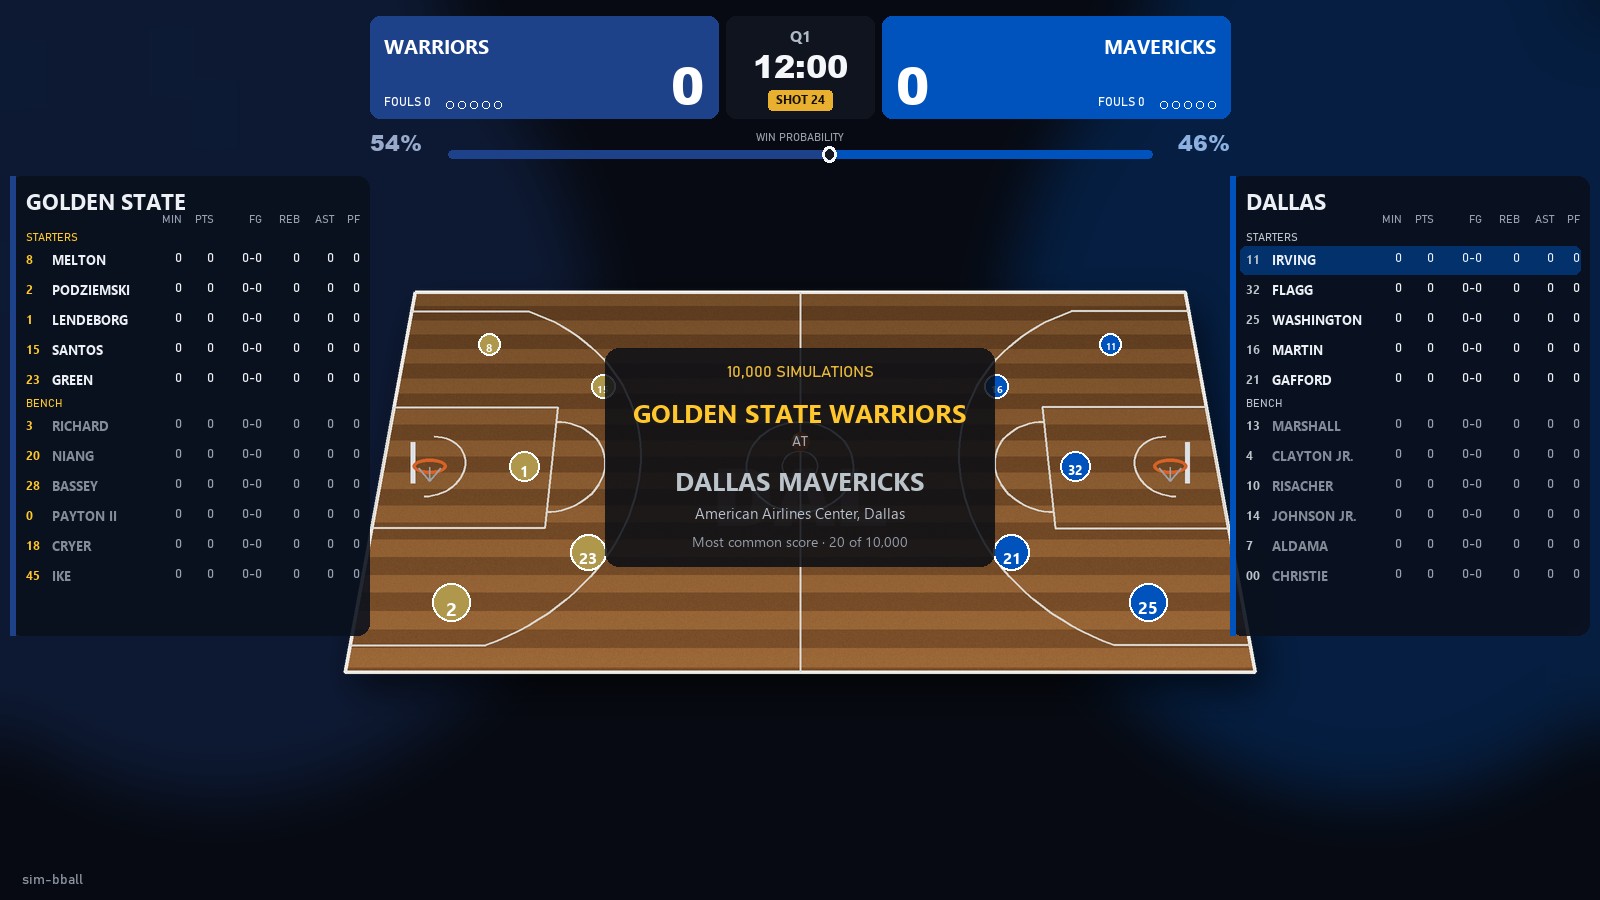 WARRIORS
FOULS 0
0
Q1
12:00
SHOT 24
MAVERICKS
0
FOULS 0
54%
WIN PROBABILITY
46%
GOLDEN STATE
MIN PTS FG REB AST PF
STARTERS
8 MELTON 0 0 0-0 0 0 0
2 PODZIEMSKI 0 0 0-0 0 0 0
1 LENDEBORG 0 0 0-0 0 0 0
15 SANTOS 0 0 0-0 0 0 0
23 GREEN 0 0 0-0 0 0 0
BENCH
3 RICHARD 0 0 0-0 0 0 0
20 NIANG 0 0 0-0 0 0 0
28 BASSEY 0 0 0-0 0 0 0
0 PAYTON II 0 0 0-0 0 0 0
18 CRYER 0 0 0-0 0 0 0
45 IKE 0 0 0-0 0 0 0
8
1
23
2
10,000 SIMULATIONS
GOLDEN STATE WARRIORS
AT
DALLAS MAVERICKS
American Airlines Center, Dallas
Most common score · 20 of 10,000
11
32
21
25
DALLAS
MIN PTS FG REB AST PF
STARTERS
11 IRVING 0 0 0-0 0 0 0
32 FLAGG 0 0 0-0 0 0 0
25 WASHINGTON 0 0 0-0 0 0 0
16 MARTIN 0 0 0-0 0 0 0
21 GAFFORD 0 0 0-0 0 0 0
BENCH
13 MARSHALL 0 0 0-0 0 0 0
4 CLAYTON JR. 0 0 0-0 0 0 0
10 RISACHER 0 0 0-0 0 0 0
14 JOHNSON JR. 0 0 0-0 0 0 0
7 ALDAMA 0 0 0-0 0 0 0
00 CHRISTIE 0 0 0-0 0 0 0
sim-bball